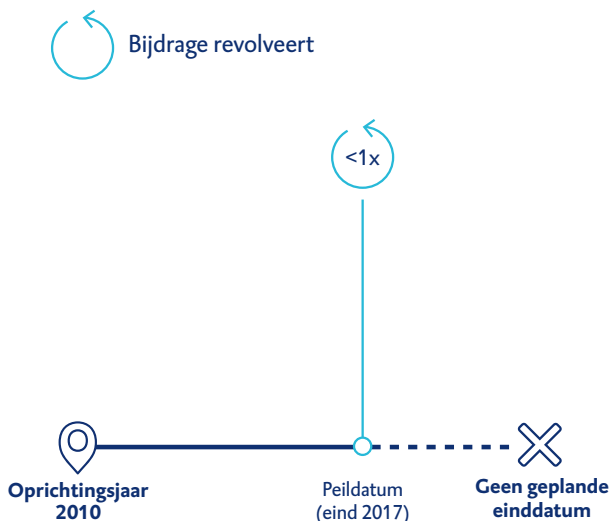 Bijdrage revolveert
<1x
Oprichtingsjaar
2010
Peildatum
(eind 2017)
Geen geplande
einddatum